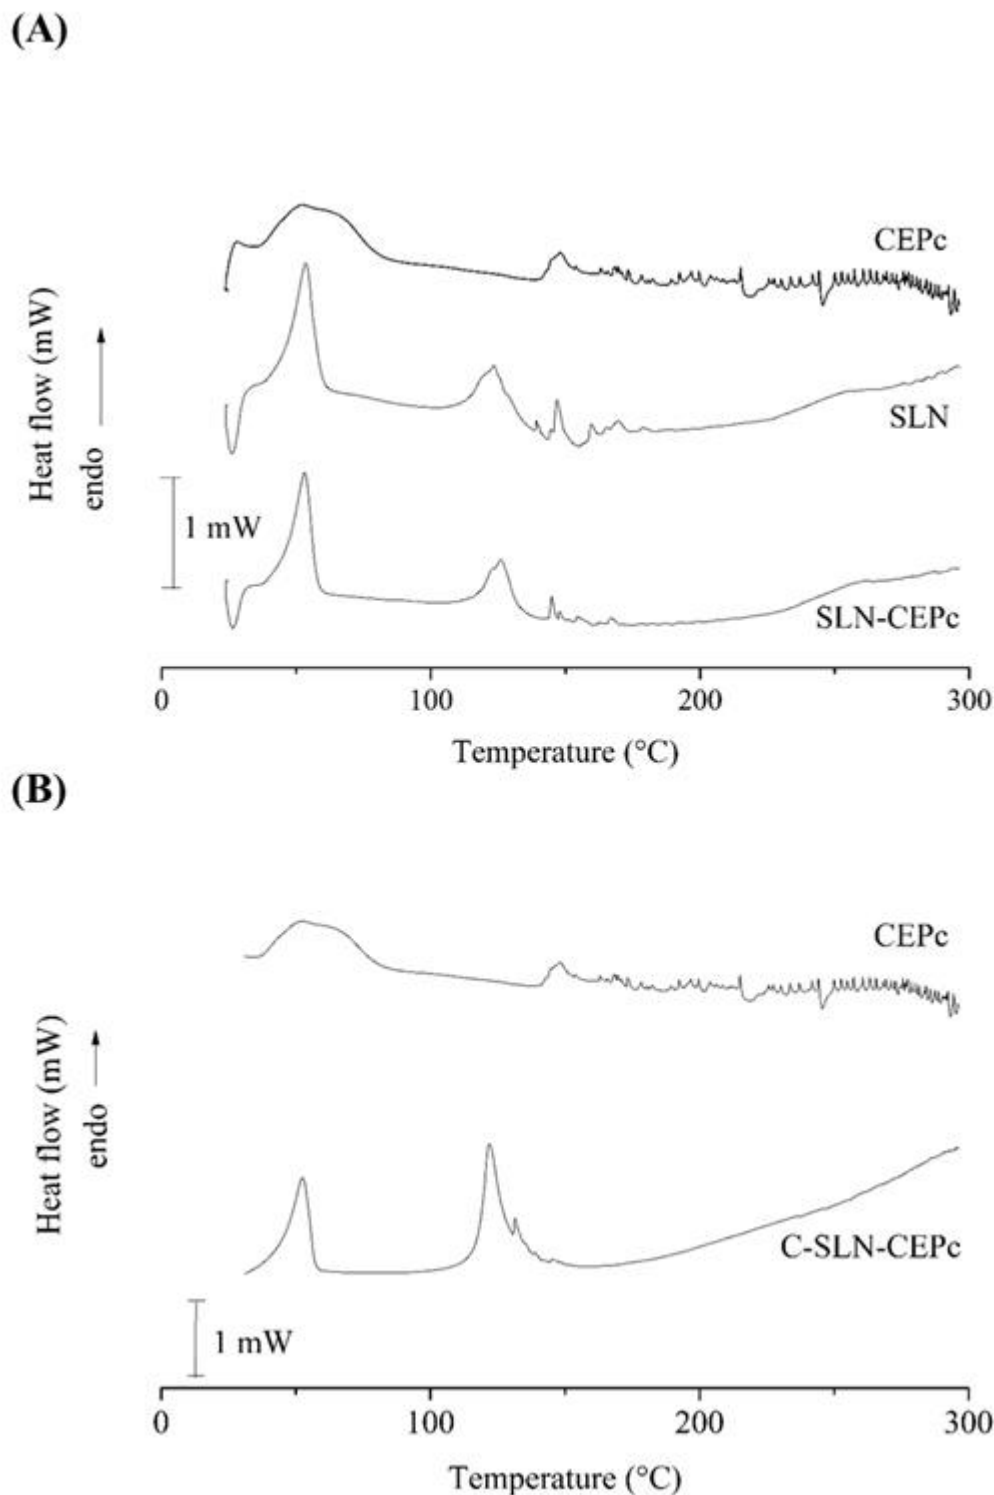 (A)
CEPc
SLN
SLN-CEPc
Heat flow (mW)
endo
1 mW
0 100 200 300
Temperature (°C)
(B)
CEPc
C-SLN-CEPc
Heat flow (mW)
endo
1 mW
0 100 200 300
Temperature (°C)